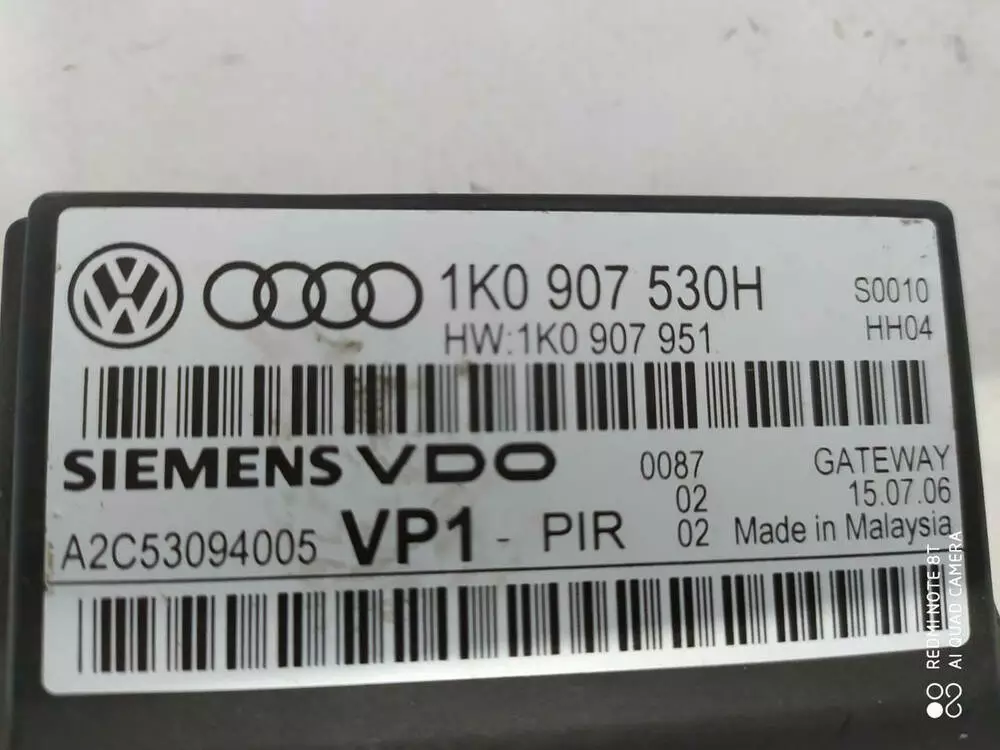 1K0 907 530H S0010
HW:1K0 907 951 HH04
SIEMENS VDO 0087 GATEWAY
02 15.07.06
A2C53094005 VP1 - PIR 02 Made in Malaysia
REDMI NOTE 8T
AI QUAD CAMERA